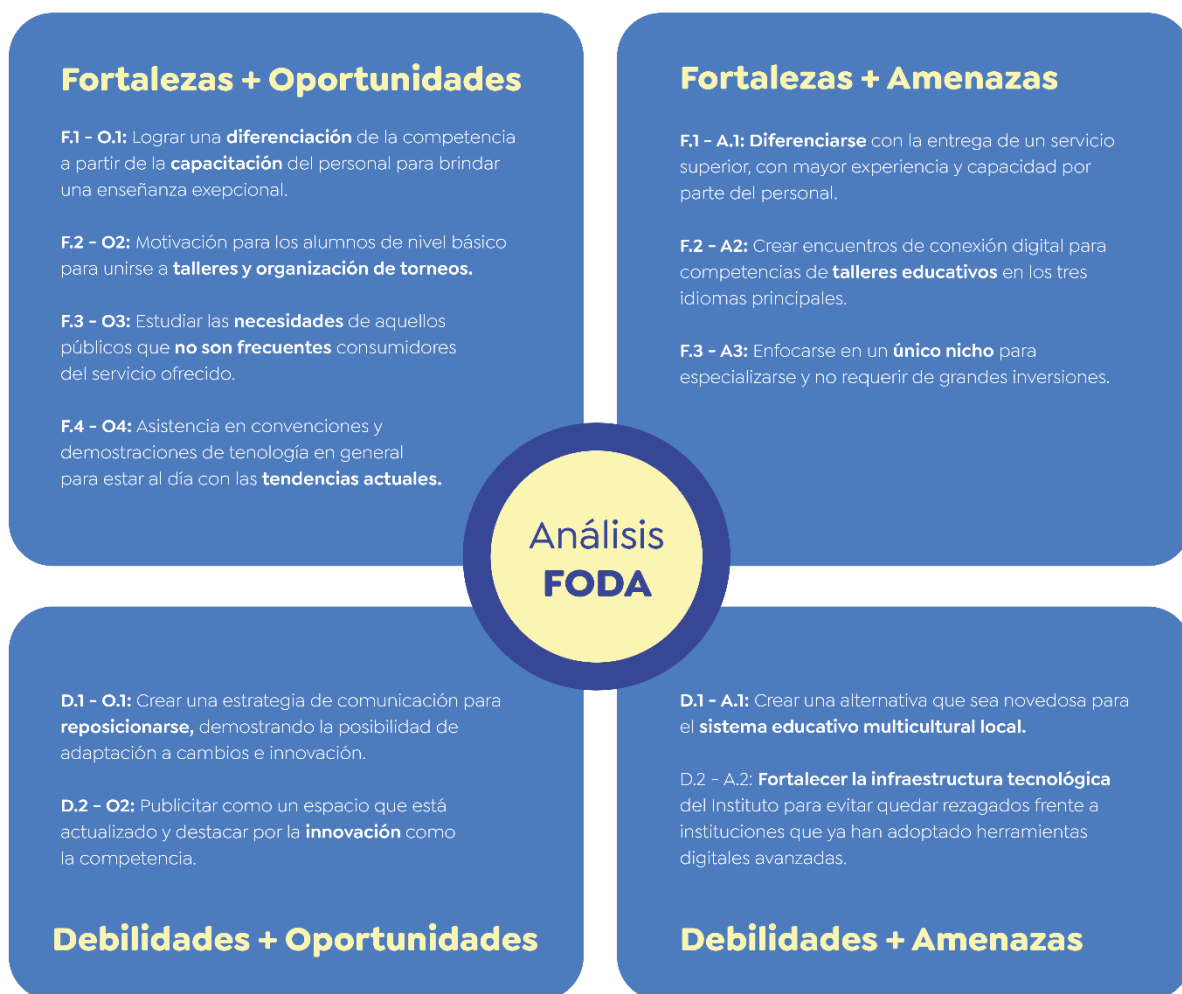 Fortalezas + Oportunidades
F.1 - O.1: Lograr una diferenciación de la competencia
a partir de la capacitación del personal para brindar
una enseñanza exepcional.
F.2 - O2: Motivación para los alumnos de nivel básico
para unirse a talleres y organización de torneos.
F.3 - O3: Estudiar las necesidades de aquellos
públicos que no son frecuentes consumidores
del servicio ofrecido.
F.4 - O4: Asistencia en convenciones y
demostraciones de tenología en general
para estar al día con las tendencias actuales.
Fortalezas + Amenazas
F.1 - A.1: Diferenciarse con la entrega de un servicio
superior, con mayor experiencia y capacidad por
parte del personal.
F.2 - A2: Crear encuentros de conexión digital para
competencias de talleres educativos en los tres
idiomas principales.
F.3 - A3: Enfocarse en un único nicho para
especializarse y no requerir de grandes inversiones.
Análisis
FODA
D.1 - O.1: Crear una estrategia de comunicación para
reposicionarse, demostrando la posibilidad de
adaptación a cambios e innovación.
D.2 - O2: Publicitar como un espacio que está
actualizado y destacar por la innovación como
la competencia.
Debilidades + Oportunidades
D.1 - A.1: Crear una alternativa que sea novedosa para
el sistema educativo multicultural local.
D.2 - A.2: Fortalecer la infraestructura tecnológica
del Instituto para evitar quedar rezagados frente a
instituciones que ya han adoptado herramientas
digitales avanzadas.
Debilidades + Amenazas